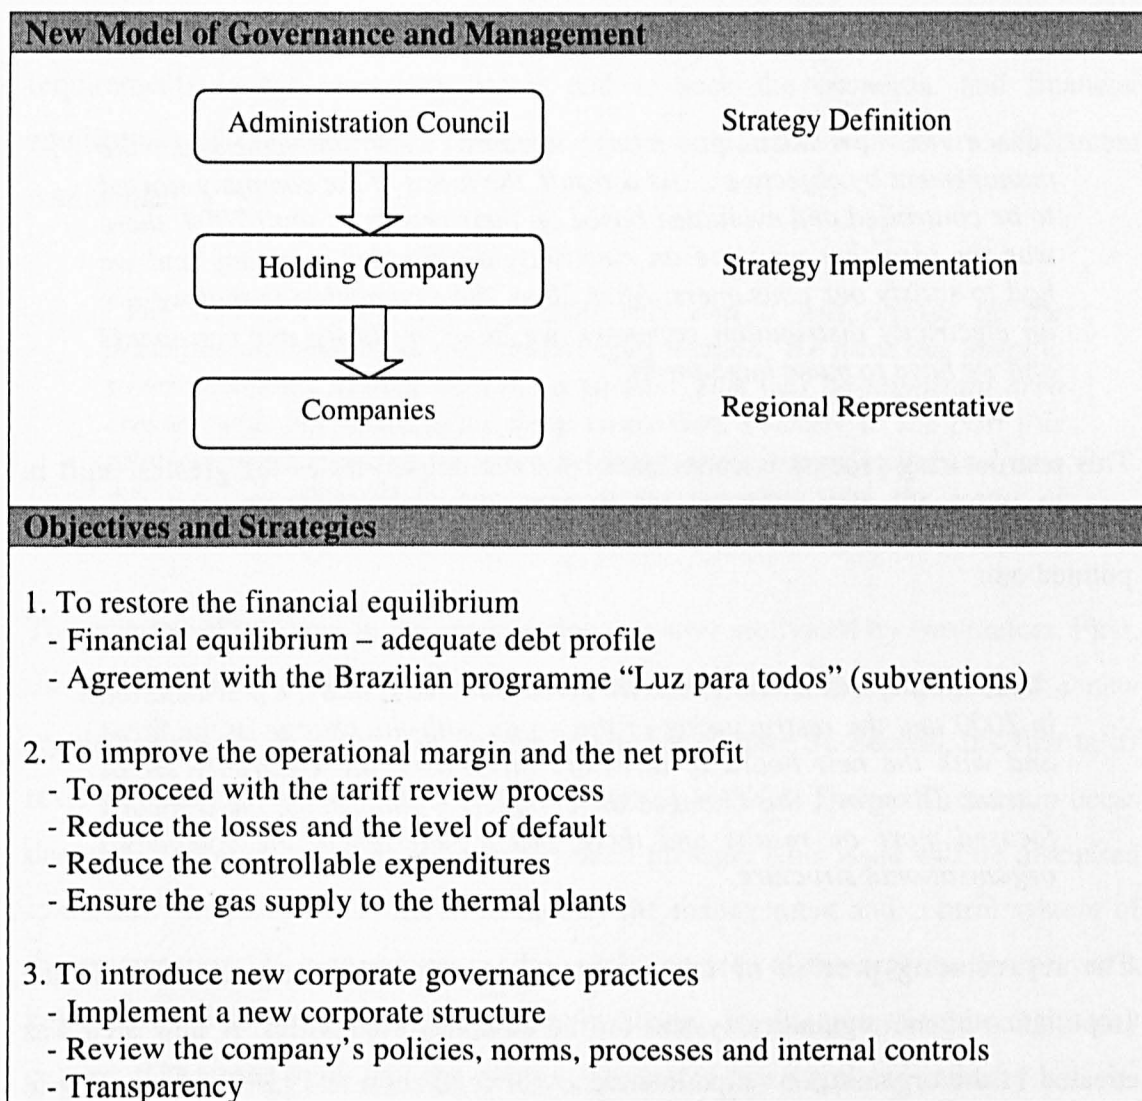 New Model of Governance and Management
Administration Council Strategy Definition
Holding Company Strategy Implementation
Companies Regional Representative
Objectives and Strategies
1. To restore the financial equilibrium
- Financial equilibrium – adequate debt profile
- Agreement with the Brazilian programme “Luz para todos” (subventions)
2. To improve the operational margin and the net profit
- To proceed with the tariff review process
- Reduce the losses and the level of default
- Reduce the controllable expenditures
- Ensure the gas supply to the thermal plants
3. To introduce new corporate governance practices
- Implement a new corporate structure
- Review the company’s policies, norms, processes and internal controls
- Transparency